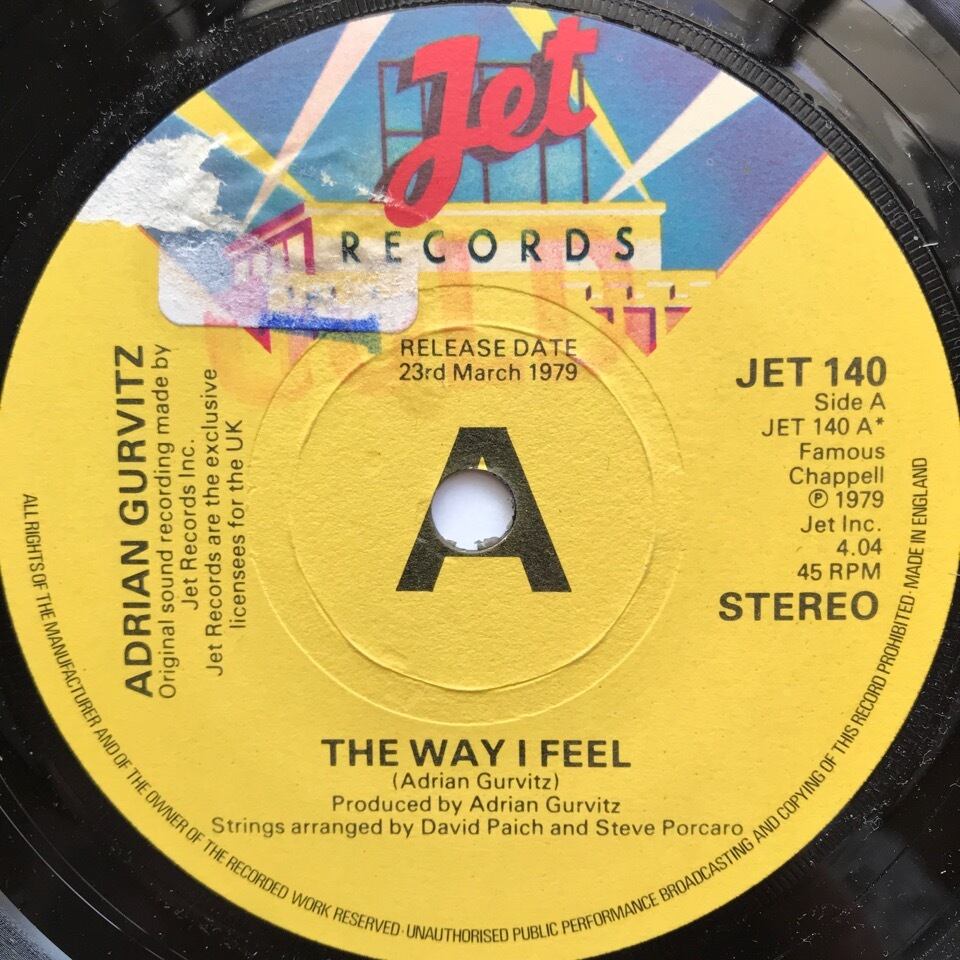 Jet
RECORDS
RELEASE DATE
23rd March 1979
A
JET 140
Side A
JET 140 A*
Famous
Chappell
℗ 1979
Jet Inc.
4.04
45 RPM
STEREO
ADRIAN GURVITZ
Original sound recording made by
Jet Records Inc.
Jet Records are the exclusive
licensees for the UK
THE WAY I FEEL
(Adrian Gurvitz)
Produced by Adrian Gurvitz
Strings arranged by David Paich and Steve Porcaro
ALL RIGHTS OF THE MANUFACTURER AND OF THE OWNER OF THE RECORDED WORK RESERVED·UNAUTHORISED PUBLIC PERFORMANCE BROADCASTING AND COPYING OF THIS RECORD PROHIBITED·MADE IN ENGLAND